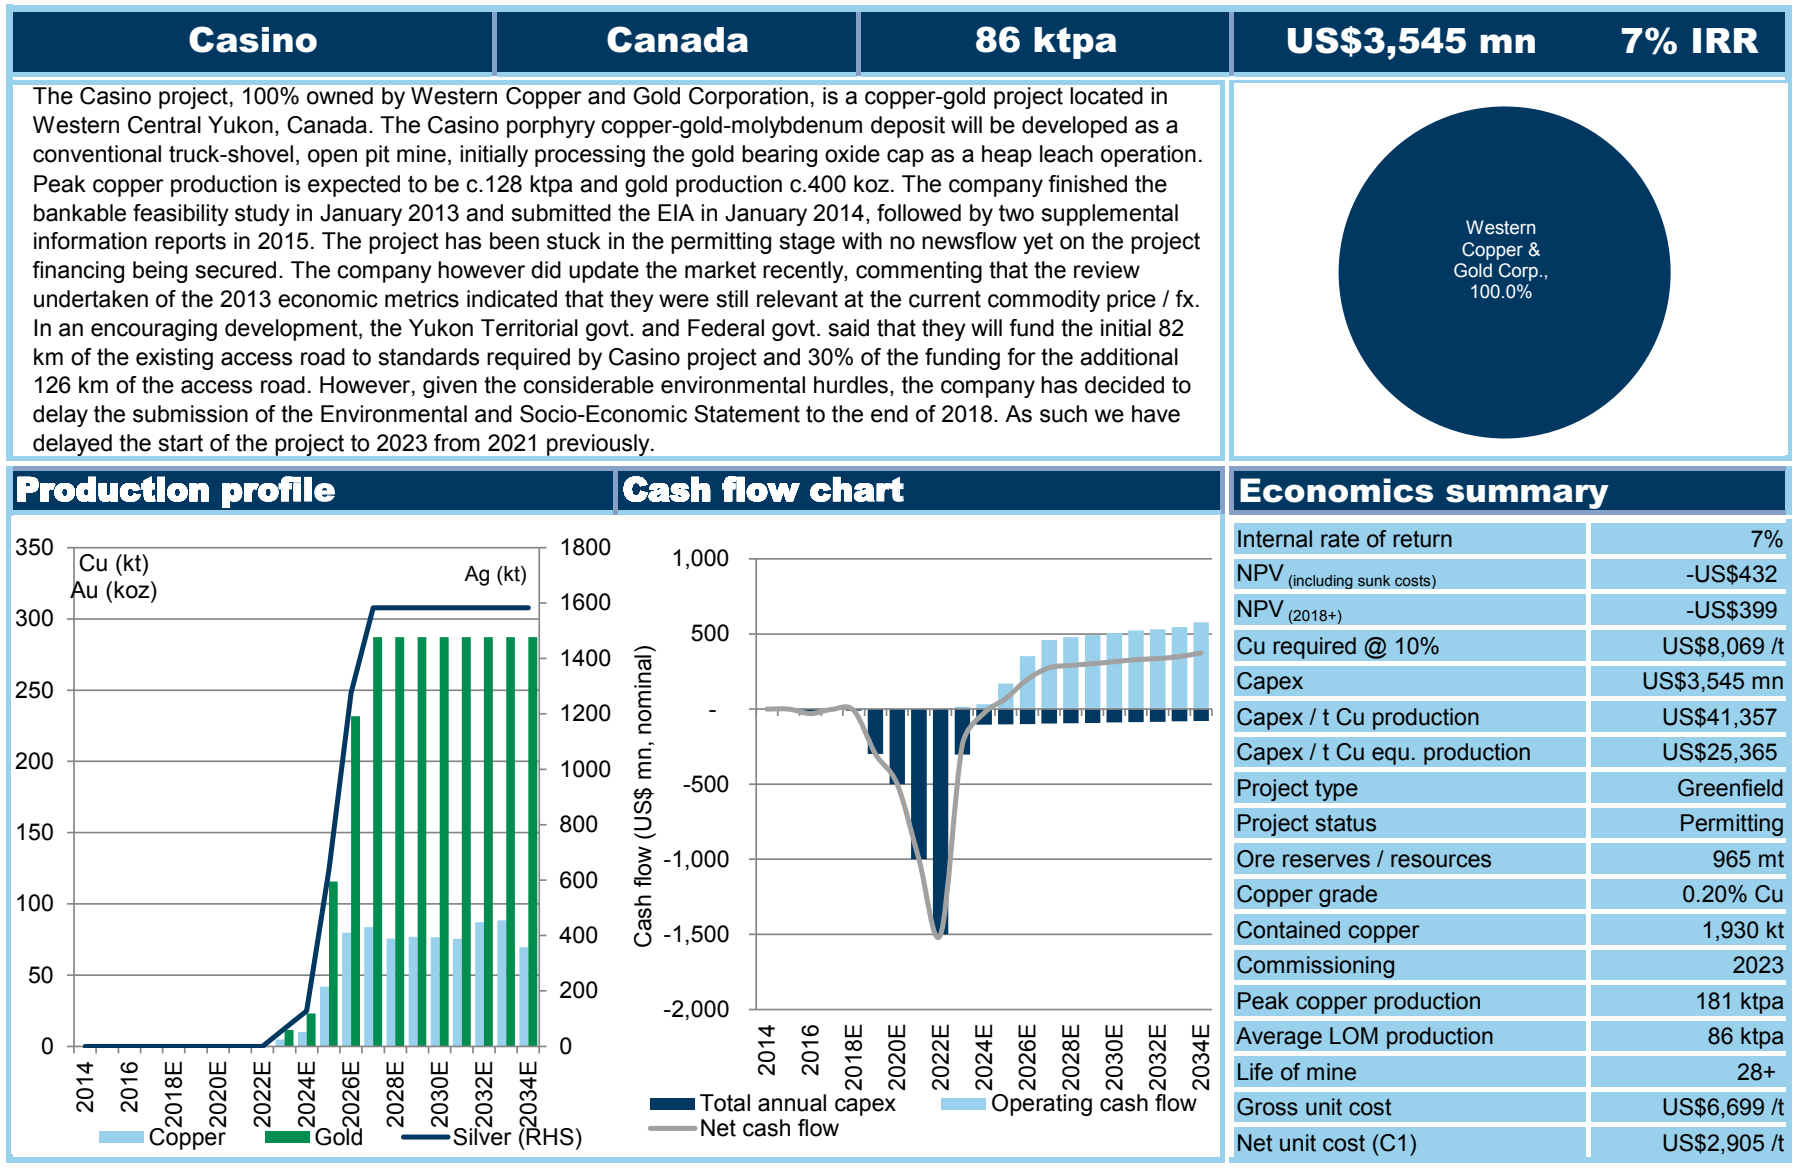 Casino Canada 86 ktpa US$3,545 mn 7% IRR
The Casino project, 100% owned by Western Copper and Gold Corporation, is a copper-gold project located in
Western Central Yukon, Canada. The Casino porphyry copper-gold-molybdenum deposit will be developed as a
conventional truck-shovel, open pit mine, initially processing the gold bearing oxide cap as a heap leach operation.
Peak copper production is expected to be c.128 ktpa and gold production c.400 koz. The company finished the
bankable feasibility study in January 2013 and submitted the EIA in January 2014, followed by two supplemental
information reports in 2015. The project has been stuck in the permitting stage with no newsflow yet on the project
financing being secured. The company however did update the market recently, commenting that the review
undertaken of the 2013 economic metrics indicated that they were still relevant at the current commodity price / fx.
In an encouraging development, the Yukon Territorial govt. and Federal govt. said that they will fund the initial 82
km of the existing access road to standards required by Casino project and 30% of the funding for the additional
126 km of the access road. However, given the considerable environmental hurdles, the company has decided to
delay the submission of the Environmental and Socio-Economic Statement to the end of 2018. As such we have
delayed the start of the project to 2023 from 2021 previously.
Western
Copper &
Gold Corp.,
100.0%
Production profile
350
300
250
200
150
100
50
0
Cu (kt)
Au (koz)
Ag (kt)
1800
1600
1400
1200
1000
800
600
400
200
0
2014
2016
2018E
2020E
2022E
2024E
2026E
2028E
2030E
2032E
2034E
Copper Gold Silver (RHS)
Cash flow chart
Cash flow (US$ mn, nominal)
1,000
500
-
-500
-1,000
-1,500
-2,000
2014
2016
2018E
2020E
2022E
2024E
2026E
2028E
2030E
2032E
2034E
Total annual capex Operating cash flow
Net cash flow
Economics summary
Internal rate of return 7%
NPV (including sunk costs) -US$432
NPV (2018+) -US$399
Cu required @ 10% US$8,069 /t
Capex US$3,545 mn
Capex / t Cu production US$41,357
Capex / t Cu equ. production US$25,365
Project type Greenfield
Project status Permitting
Ore reserves / resources 965 mt
Copper grade 0.20% Cu
Contained copper 1,930 kt
Commissioning 2023
Peak copper production 181 ktpa
Average LOM production 86 ktpa
Life of mine 28+
Gross unit cost US$6,699 /t
Net unit cost (C1) US$2,905 /t